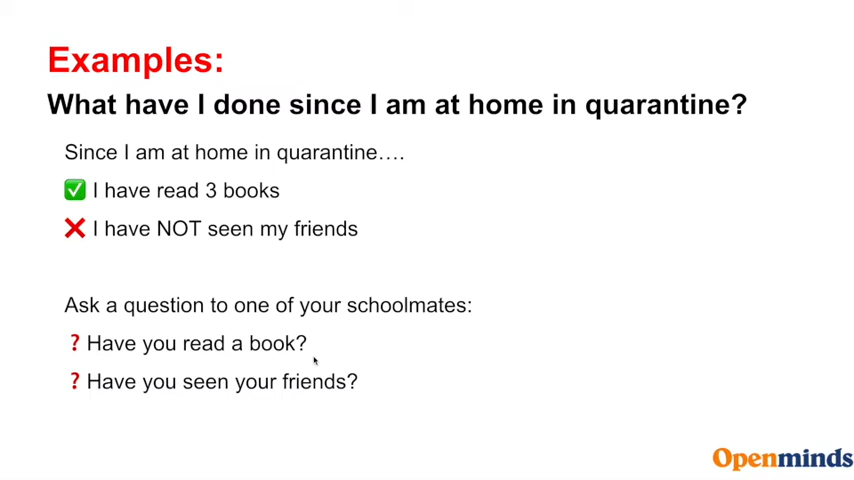 Examples:
What have I done since I am at home in quarantine?
Since I am at home in quarantine....
✅ I have read 3 books
❌ I have NOT seen my friends
Ask a question to one of your schoolmates:
❓ Have you read a book?
❓ Have you seen your friends?
Openminds